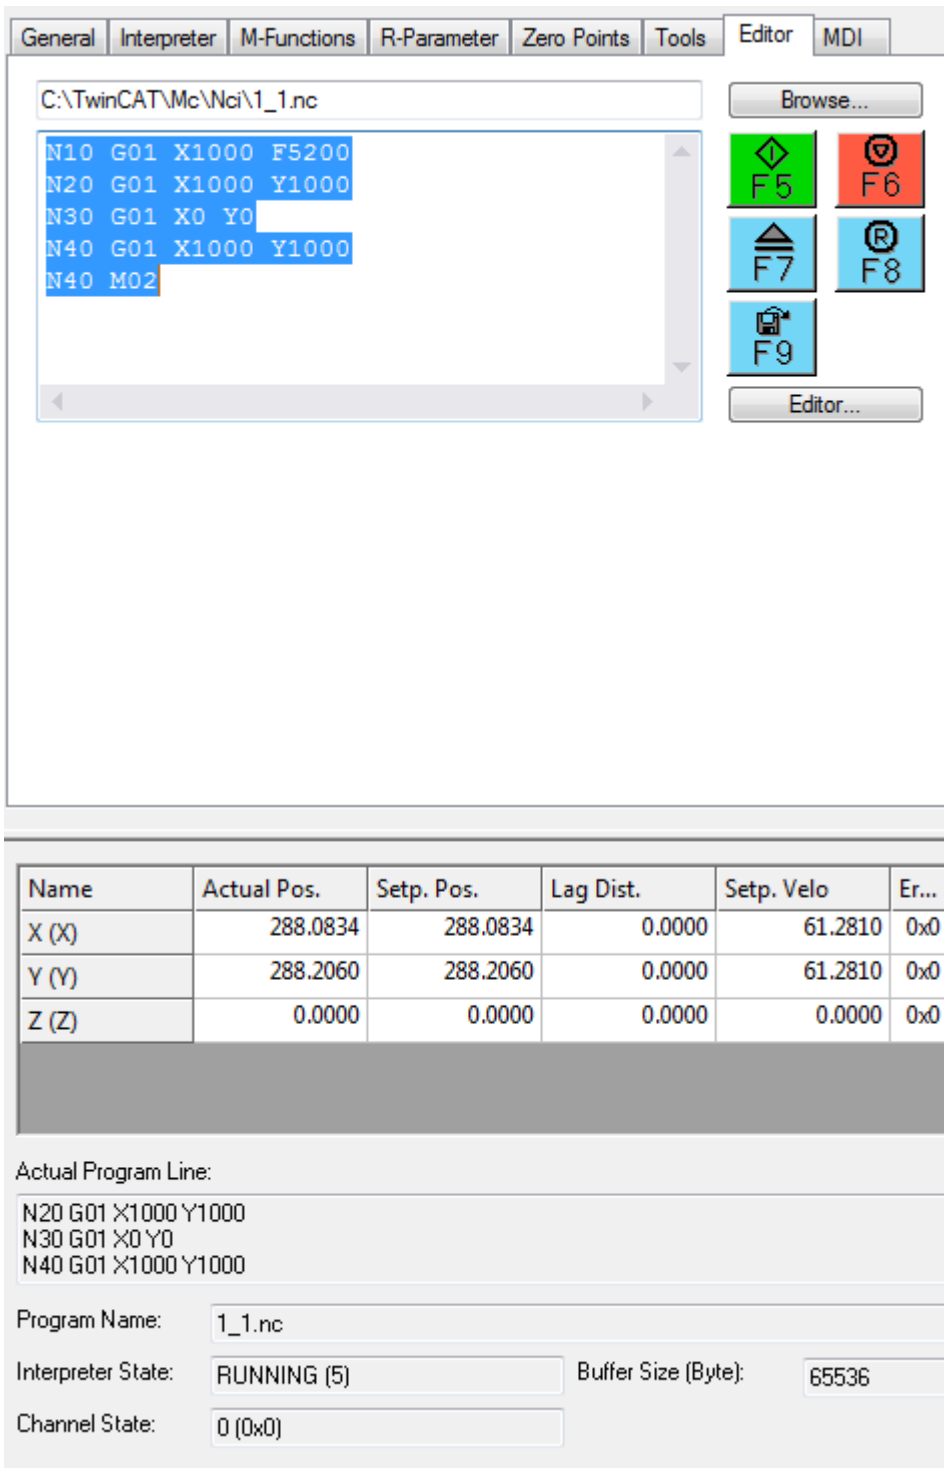 General Interpreter M-Functions R-Parameter Zero Points Tools Editor MDI
C:\TwinCAT\Mc\Nci\1_1.nc Browse...
N10 G01 X1000 F5200
N20 G01 X1000 Y1000
N30 G01 X0 Y0
N40 G01 X1000 Y1000
N40 M02
F5 F6
F7 R F8
F9
Editor...
Name Actual Pos. Setp. Pos. Lag Dist. Setp. Velo Er...
X (X) 288.0834 288.0834 0.0000 61.2810 0x0
Y (Y) 288.2060 288.2060 0.0000 61.2810 0x0
Z (Z) 0.0000 0.0000 0.0000 0.0000 0x0
Actual Program Line:
N20 G01 X1000 Y1000
N30 G01 X0 Y0
N40 G01 X1000 Y1000
Program Name: 1_1.nc
Interpreter State: RUNNING (5) Buffer Size (Byte): 65536
Channel State: 0 (0x0)